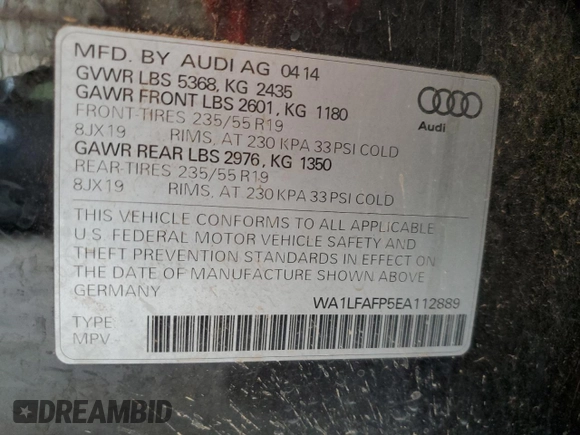 MFD. BY AUDI AG 0414
GVWR LBS 5368, KG 2435
GAWR FRONT LBS 2601, KG 1180
FRONT-TIRES 235/55 R19
8JX19 RIMS, AT 230 KPA 33 PSI COLD
GAWR REAR LBS 2976, KG 1350
REAR-TIRES 235/55 R19
8JX19 RIMS, AT 230 KPA 33 PSI COLD
Audi
THIS VEHICLE CONFORMS TO ALL APPLICABLE
U.S. FEDERAL MOTOR VEHICLE SAFETY AND
THEFT PREVENTION STANDARDS IN EFFECT ON
THE DATE OF MANUFACTURE SHOWN ABOVE.
GERMANY
WA1LFAFP5EA112889
TYPE
MPV
DREAMBID